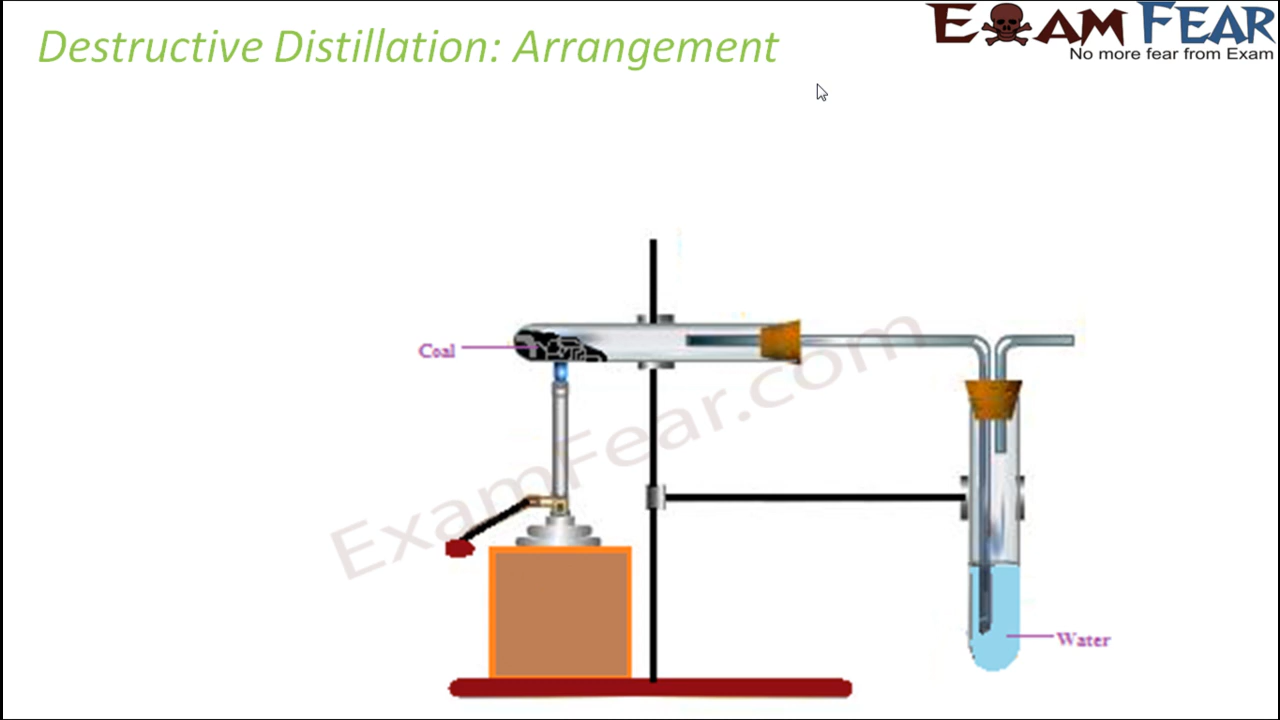 Destructive Distillation: Arrangement
EXAM FEAR
No more fear from Exam
Coal
ExamFear.com
Water